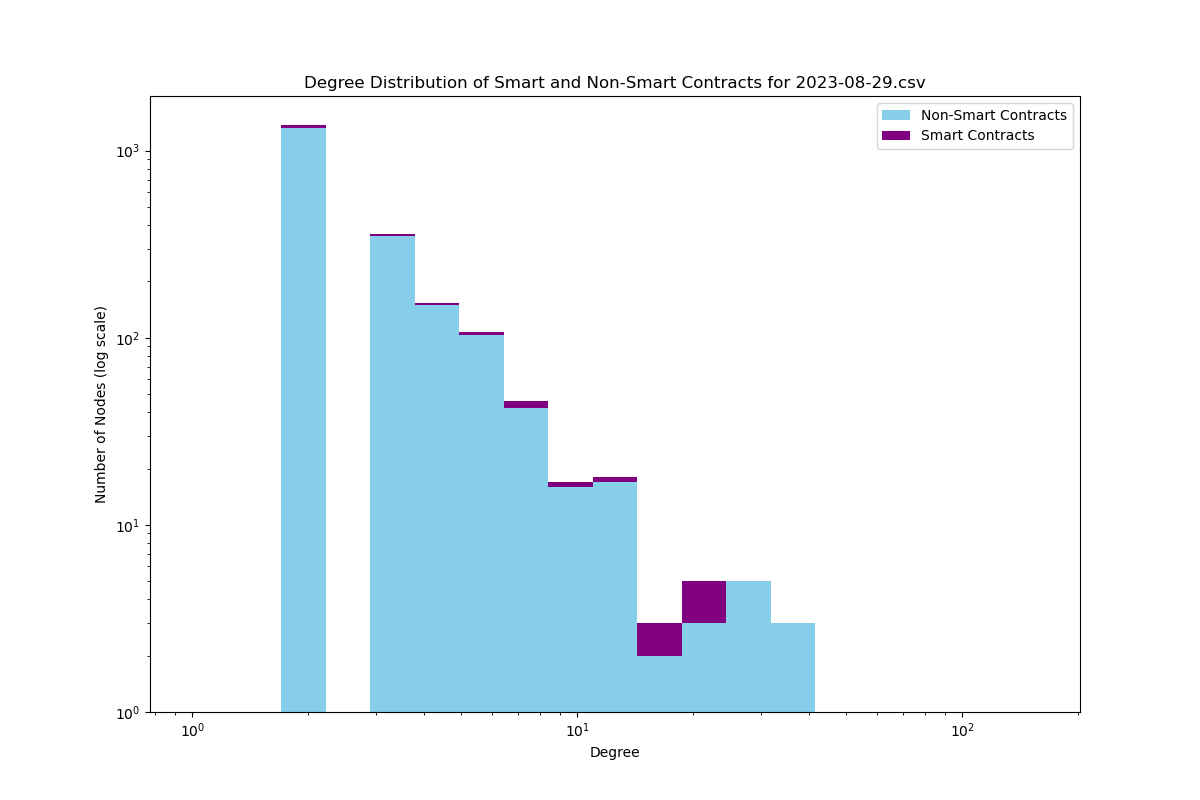 Degree Distribution of Smart and Non-Smart Contracts for 2023-08-29.csv
Non-Smart Contracts
Smart Contracts
Number of Nodes (log scale)
10³
10²
10¹
10⁰
10⁰ 10¹ 10²
Degree